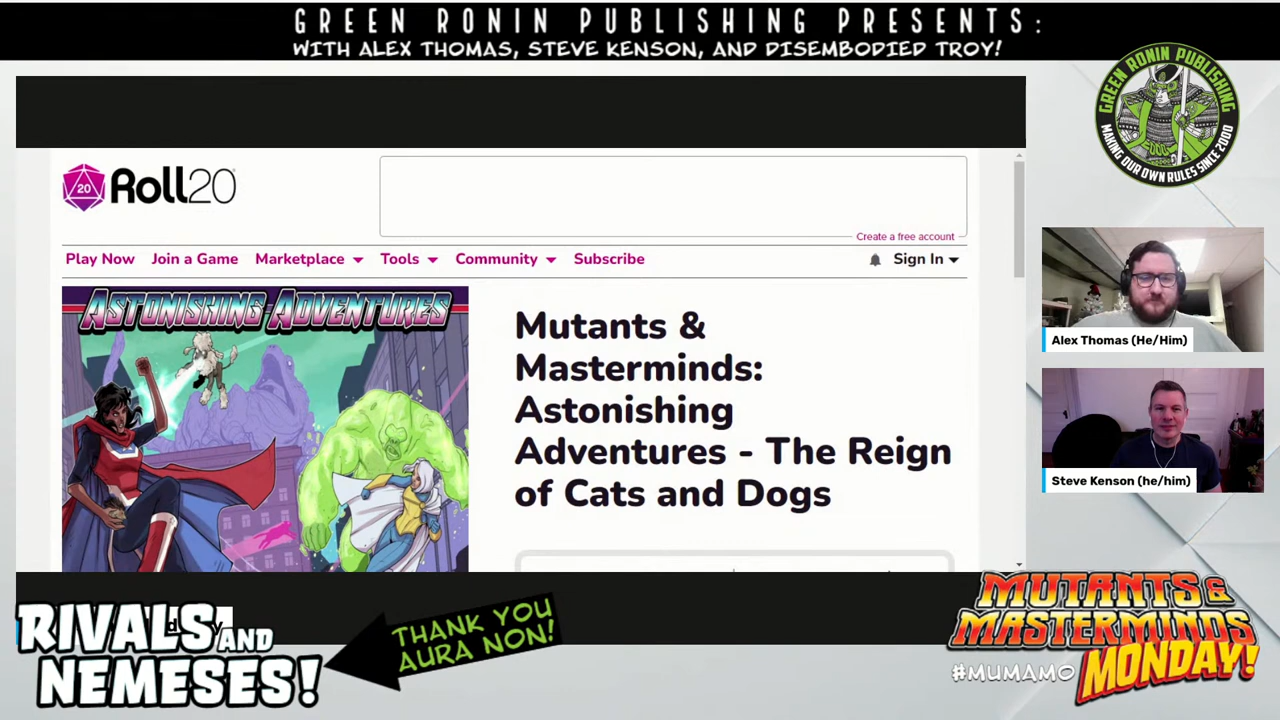 GREEN RONIN PUBLISHING PRESENTS:
WITH ALEX THOMAS, STEVE KENSON, AND DISEMBODIED TROY!
GREEN RONIN PUBLISHING
MAKING OUR OWN RULES SINCE 2000
20
Roll20
Create a free account
Play Now Join a Game Marketplace Tools Community Subscribe
Sign In
ASTONISHING ADVENTURES
Mutants &
Masterminds:
Astonishing
Adventures - The Reign
of Cats and Dogs
Alex Thomas (He/Him)
Steve Kenson (he/him)
RIVALS AND
NEMESES!
THANK YOU
AURA NON!
MUTANTS &
MASTERMINDS
MONDAY!
#MUMAMO